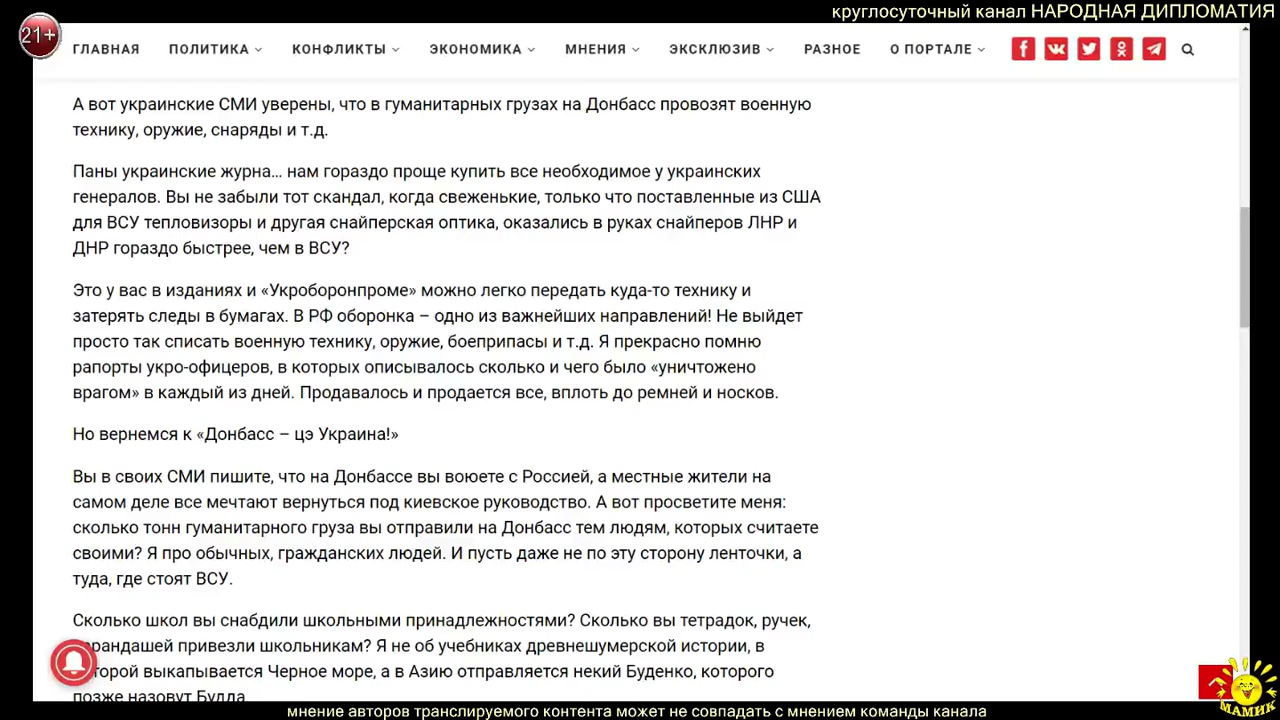 круглосуточный канал НАРОДНАЯ ДИПЛОМАТИЯ
21+
ГЛАВНАЯ ПОЛИТИКА КОНФЛИКТЫ ЭКОНОМИКА МНЕНИЯ ЭКСКЛЮЗИВ РАЗНОЕ О ПОРТАЛЕ
А вот украинские СМИ уверены, что в гуманитарных грузах на Донбасс провозят военную
технику, оружие, снаряды и т.д.
Паны украинские журна… нам гораздо проще купить все необходимое у украинских
генералов. Вы не забыли тот скандал, когда свеженькие, только что поставленные из США
для ВСУ тепловизоры и другая снайперская оптика, оказались в руках снайперов ЛНР и
ДНР гораздо быстрее, чем в ВСУ?
Это у вас в изданиях и «Укроборонпроме» можно легко передать куда-то технику и
затерять следы в бумагах. В РФ оборонка – одно из важнейших направлений! Не выйдет
просто так списать военную технику, оружие, боеприпасы и т.д. Я прекрасно помню
рапорты укро-офицеров, в которых описывалось сколько и чего было «уничтожено
врагом» в каждый из дней. Продавалось и продается все, вплоть до ремней и носков.
Но вернемся к «Донбасс – цэ Украина!»
Вы в своих СМИ пишите, что на Донбассе вы воюете с Россией, а местные жители на
самом деле все мечтают вернуться под киевское руководство. А вот просветите меня:
сколько тонн гуманитарного груза вы отправили на Донбасс тем людям, которых считаете
своими? Я про обычных, гражданских людей. И пусть даже не по эту сторону ленточки, а
туда, где стоят ВСУ.
Сколько школ вы снабдили школьными принадлежностями? Сколько вы тетрадок, ручек,
рандашей привезли школьникам? Я не об учебниках древнешумерской истории, в
торой выкапывается Черное море, а в Азию отправляется некий Буденко, которого
позже назовут Будда
МАМИК
мнение авторов транслируемого контента может не совпадать с мнением команды канала